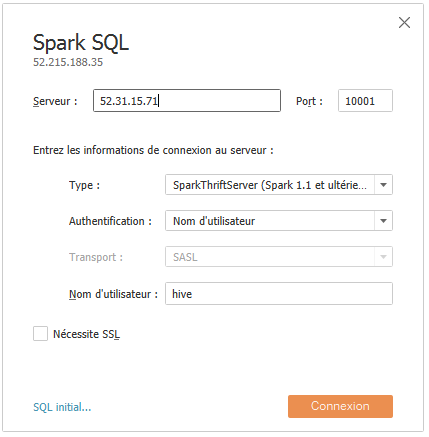 Spark SQL
52.215.188.35
Serveur : 52.31.15.71 Port : 10001
Entrez les informations de connexion au serveur :
Type : SparkThriftServer (Spark 1.1 et ultérie...
Authentification : Nom d'utilisateur
Transport : SASL
Nom d'utilisateur : hive
Nécessite SSL
SQL initial... Connexion